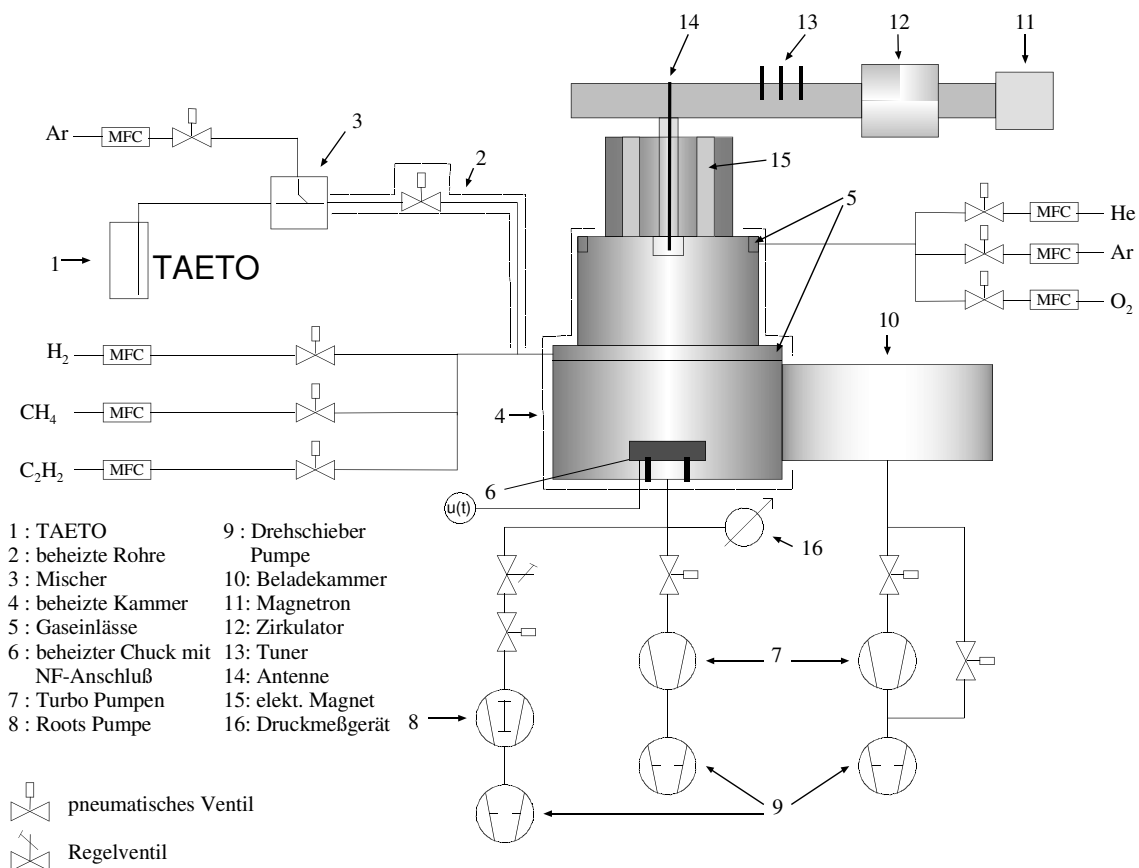 14
13
12
11
Ar
MFC
3
2
15
5
MFC
He
MFC
Ar
MFC
O2
1
TAETO
10
H2
MFC
CH4
MFC
4
C2H2
MFC
6
u(t)
16
1 : TAETO
2 : beheizte Rohre
3 : Mischer
4 : beheizte Kammer
5 : Gaseinlässe
6 : beheizter Chuck mit
NF-Anschluß
7 : Turbo Pumpen
8 : Roots Pumpe
9 : Drehschieber
Pumpe
10: Beladekammer
11: Magnetron
12: Zirkulator
13: Tuner
14: Antenne
15: elekt. Magnet
16: Druckmeßgerät
7
8
9
pneumatisches Ventil
Regelventil